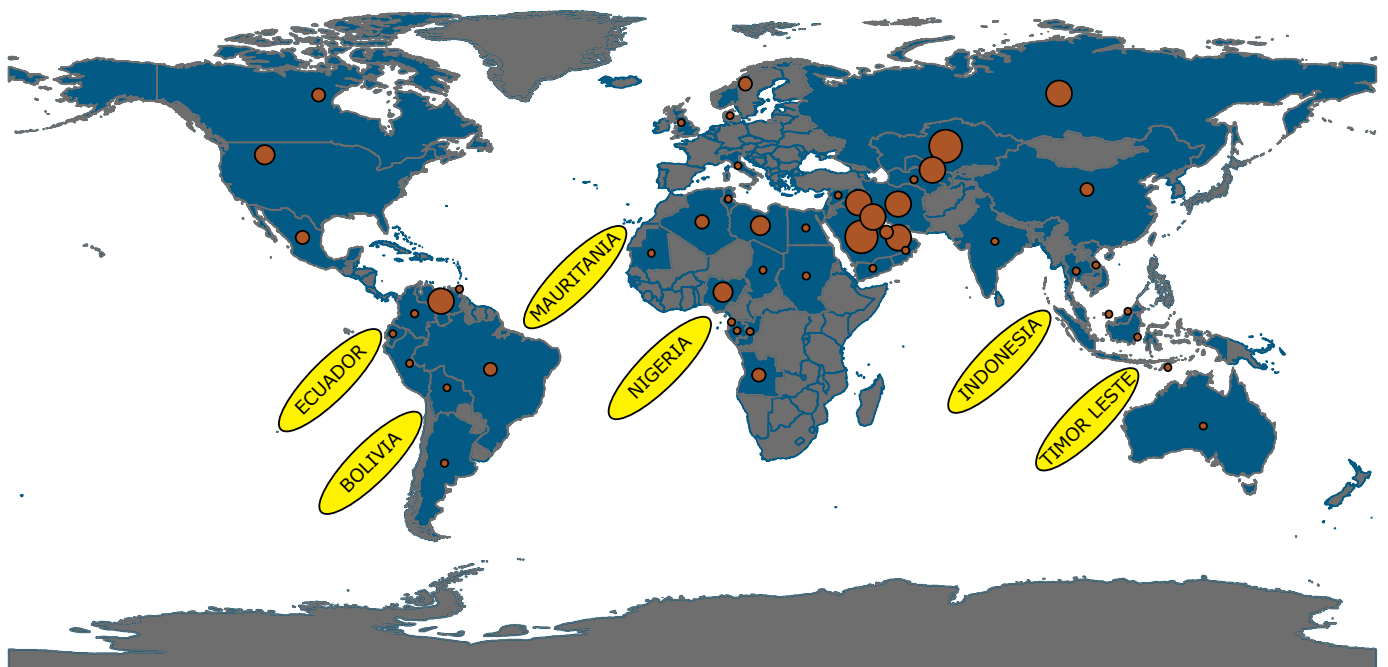 MAURITANIA
ECUADOR
NIGERIA
INDONESIA
BOLIVIA
TIMOR LESTE